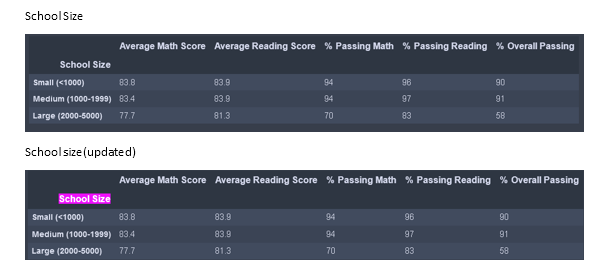 School Size
Average Math Score Average Reading Score % Passing Math % Passing Reading % Overall Passing
School Size
Small (<1000) 83.8 83.9 94 96 90
Medium (1000-1999) 83.4 83.9 94 97 91
Large (2000-5000) 77.7 81.3 70 83 58
School size(updated)
Average Math Score Average Reading Score % Passing Math % Passing Reading % Overall Passing
School Size
Small (<1000) 83.8 83.9 94 96 90
Medium (1000-1999) 83.4 83.9 94 97 91
Large (2000-5000) 77.7 81.3 70 83 58